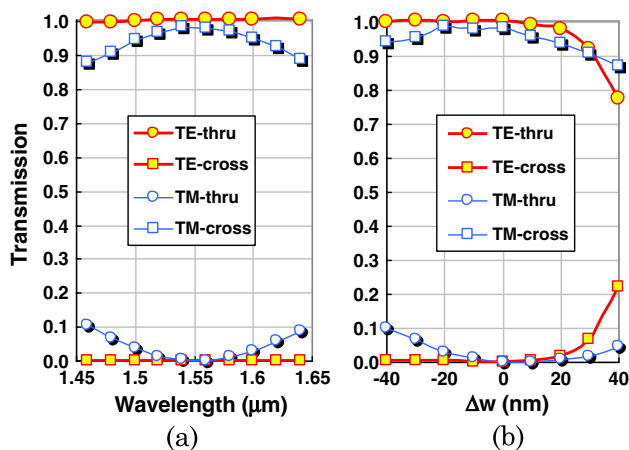 Transmission
1.0
0.9
0.8
0.7
0.6
0.5
0.4
0.3
0.2
0.1
0.0
1.45
1.5
1.55
1.6
1.65
Wavelength (µm)
TE-thru
TE-cross
TM-thru
TM-cross
(a)
1.0
0.9
0.8
0.7
0.6
0.5
0.4
0.3
0.2
0.1
0.0
-40
-20
0
20
40
Δw (nm)
TE-thru
TE-cross
TM-thru
TM-cross
(b)